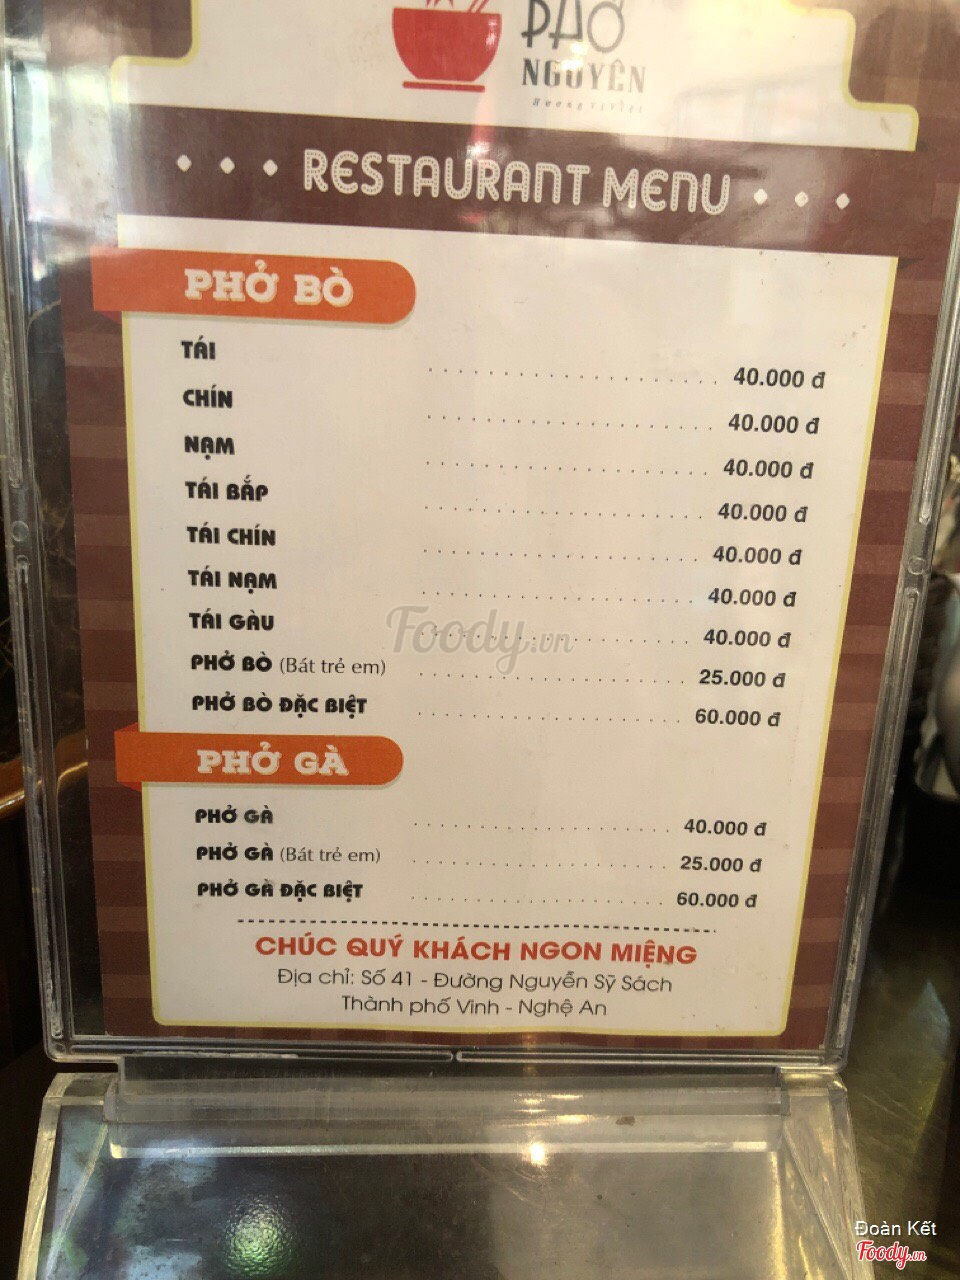 PHỞ
NGUYÊN
Hương vị Việt
RESTAURANT MENU
PHỞ BÒ
TÁI 40.000 đ
CHÍN 40.000 đ
NẠM 40.000 đ
TÁI BẮP 40.000 đ
TÁI CHÍN 40.000 đ
TÁI NẠM 40.000 đ
TÁI GÀU 40.000 đ
PHỞ BÒ (Bát trẻ em) 25.000 đ
PHỞ BÒ ĐẶC BIỆT 60.000 đ
PHỞ GÀ
PHỞ GÀ 40.000 đ
PHỞ GÀ (Bát trẻ em) 25.000 đ
PHỞ GÀ ĐẶC BIỆT 60.000 đ
CHÚC QUÝ KHÁCH NGON MIỆNG
Địa chỉ: Số 41 - Đường Nguyễn Sỹ Sách
Thành phố Vinh - Nghệ An
Foody.vn
Đoàn Kết
Foody.vn